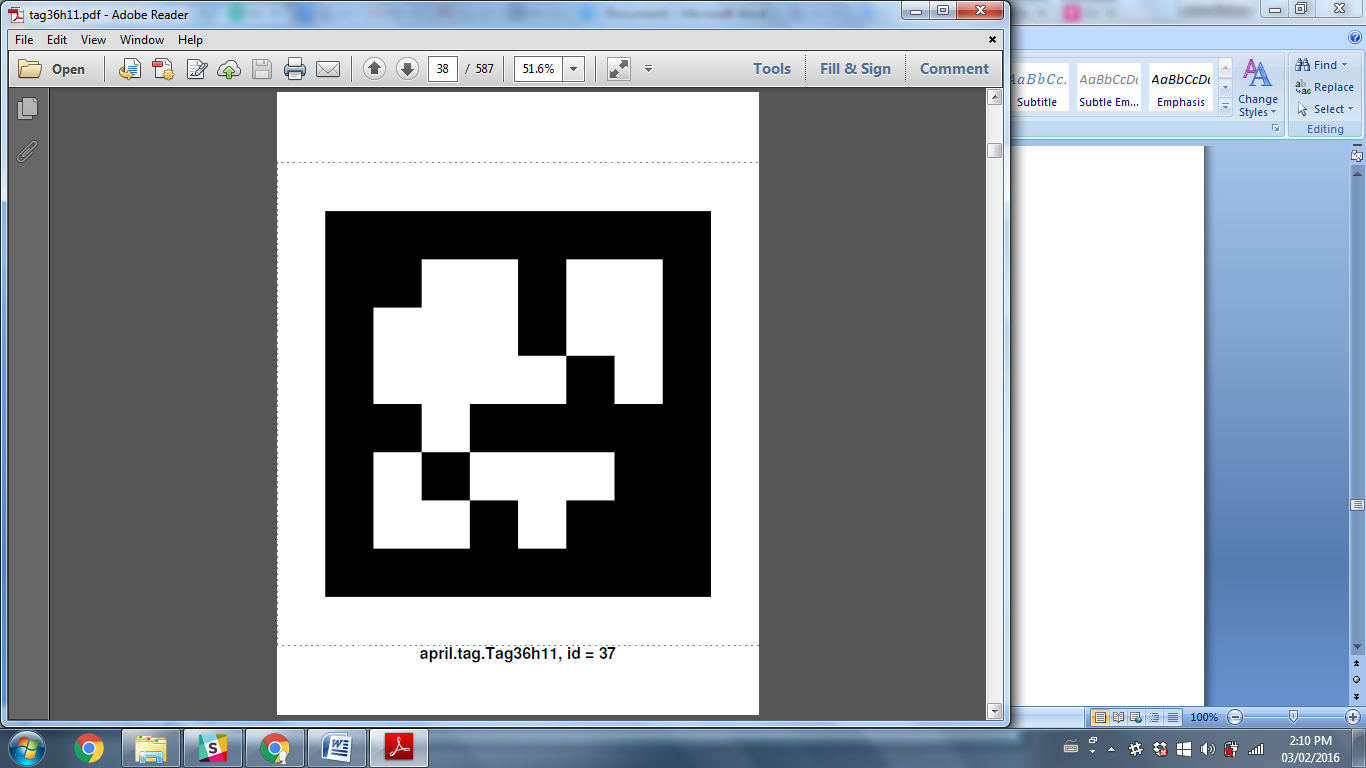 tag36h11.pdf - Adobe Reader
File Edit View Window Help
Open 38 / 587 51.6% Tools Fill & Sign Comment
AaBbCc. AaBbCcDc AaBbCcDc
Subtitle Subtle Em... Emphasis
Change Styles
Find
Replace
Select
Editing
april.tag.Tag36h11, id = 37
100%
2:10 PM
03/02/2016